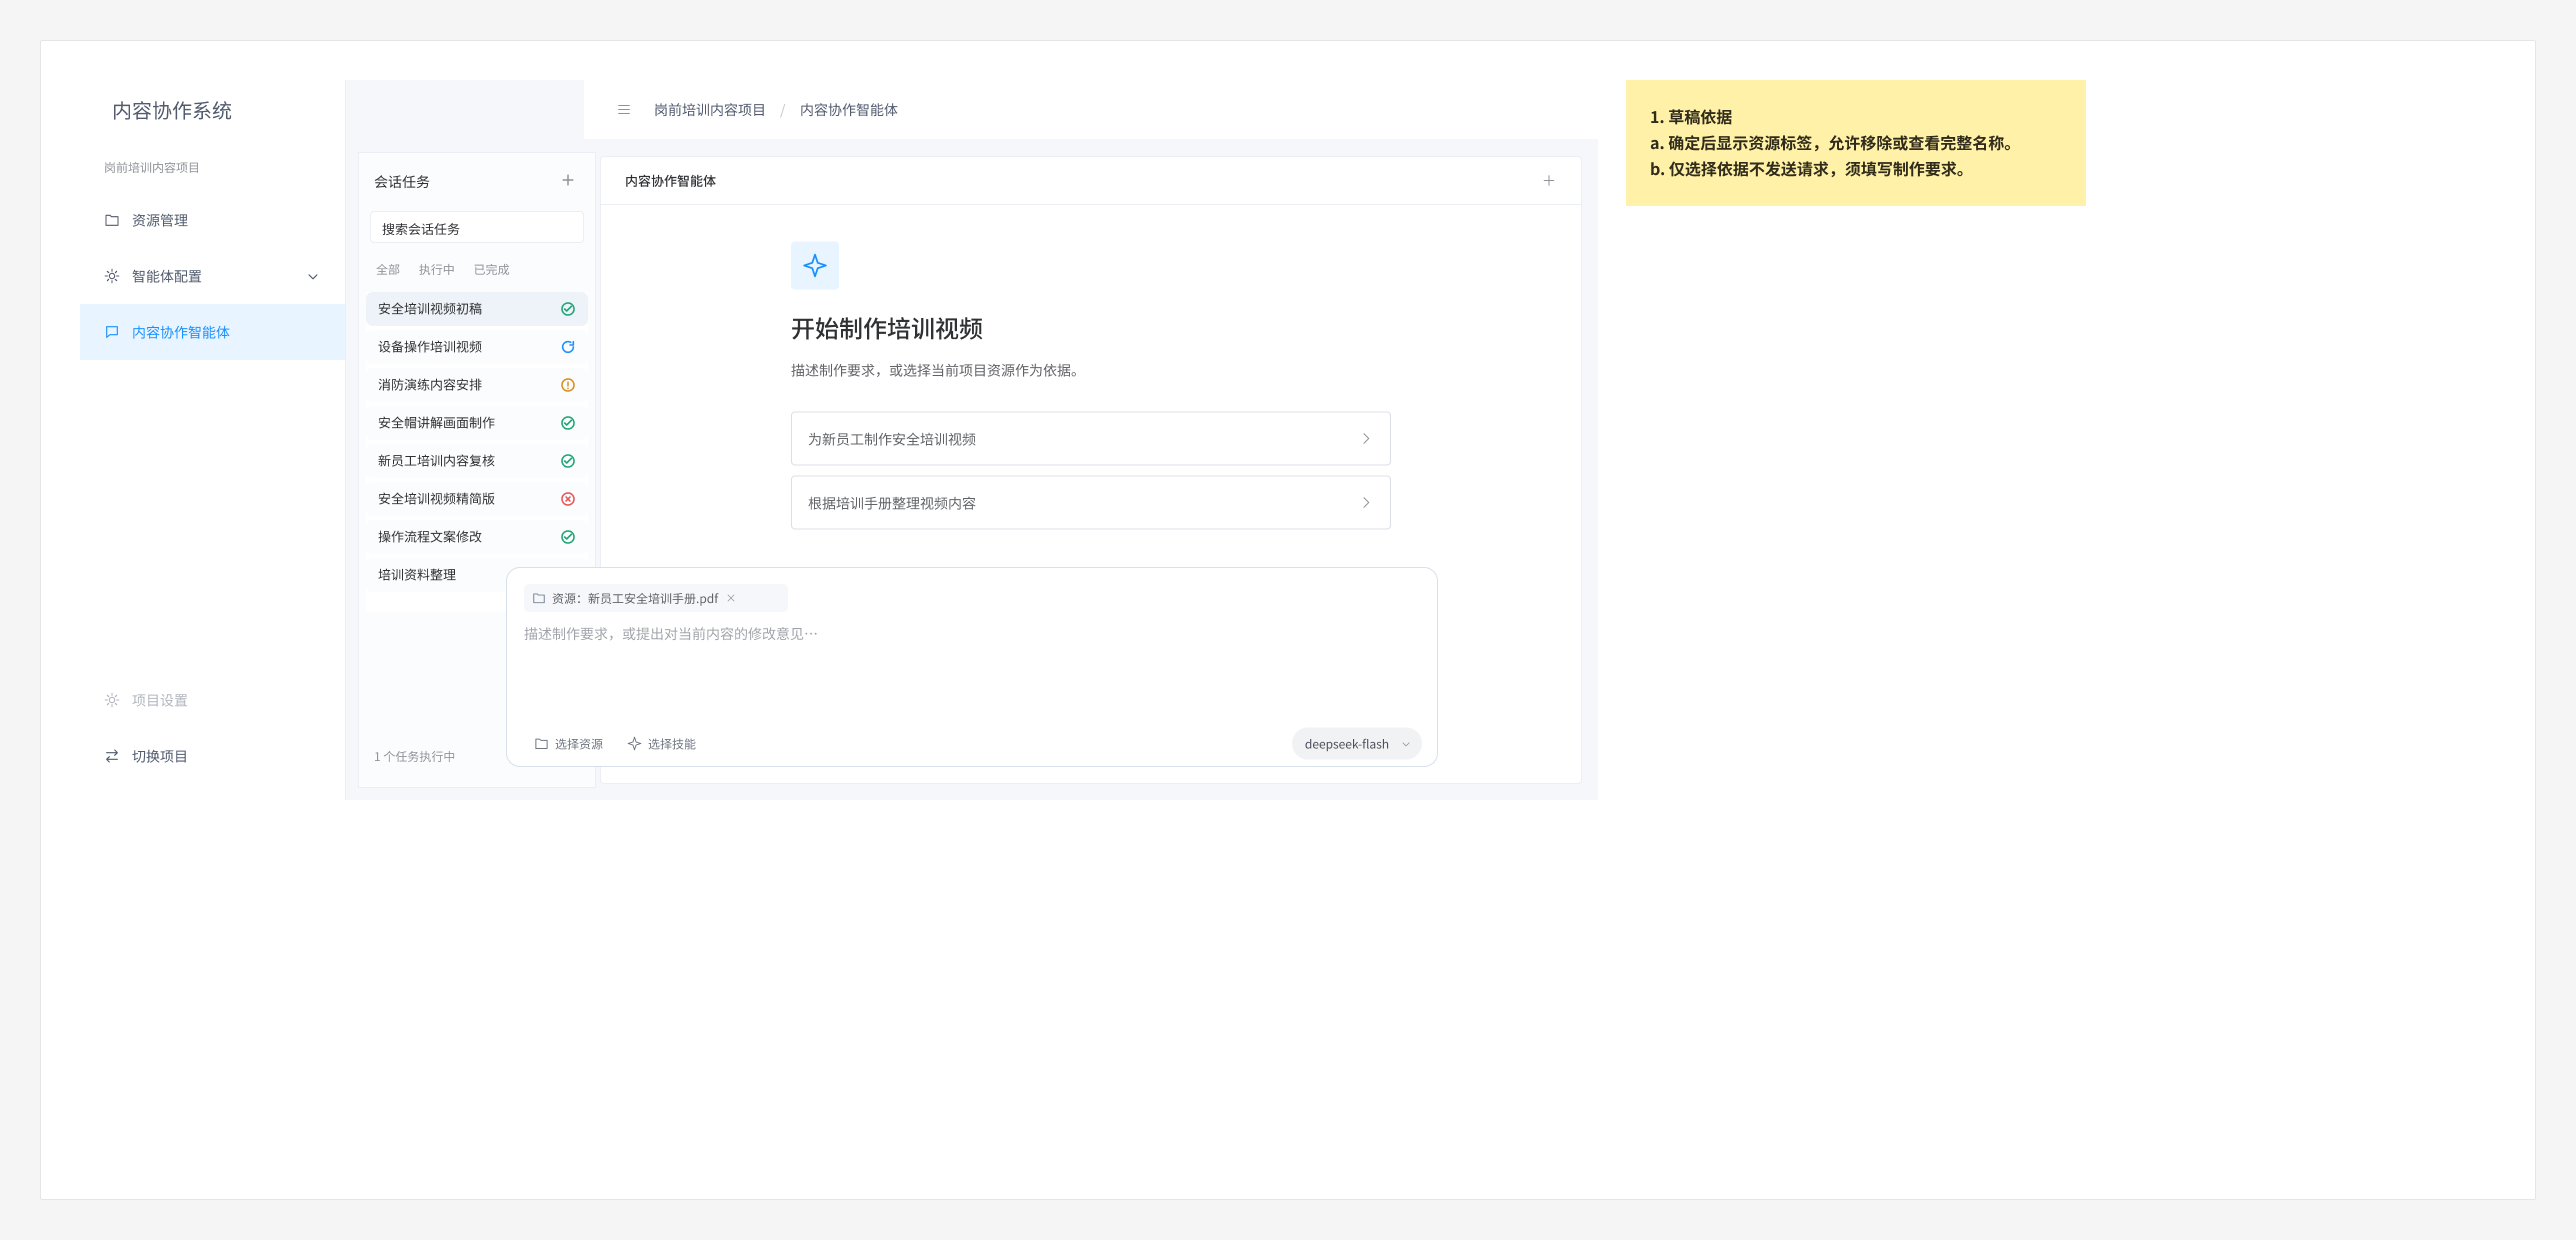 内容协作系统
岗前培训内容项目
资源管理
智能体配置
内容协作智能体
项目设置
切换项目
岗前培训内容项目 / 内容协作智能体
会话任务
搜索会话任务
全部 执行中 已完成
安全培训视频初稿
设备操作培训视频
消防演练内容安排
安全帽讲解画面制作
新员工培训内容复核
安全培训视频精简版
操作流程文案修改
培训资料整理
1 个任务执行中
内容协作智能体
开始制作培训视频
描述制作要求，或选择当前项目资源作为依据。
为新员工制作安全培训视频
根据培训手册整理视频内容
资源：新员工安全培训手册.pdf
描述制作要求，或提出对当前内容的修改意见…
选择资源 选择技能
deepseek-flash
1. 草稿依据
a. 确定后显示资源标签，允许移除或查看完整名称。
b. 仅选择依据不发送请求，须填写制作要求。